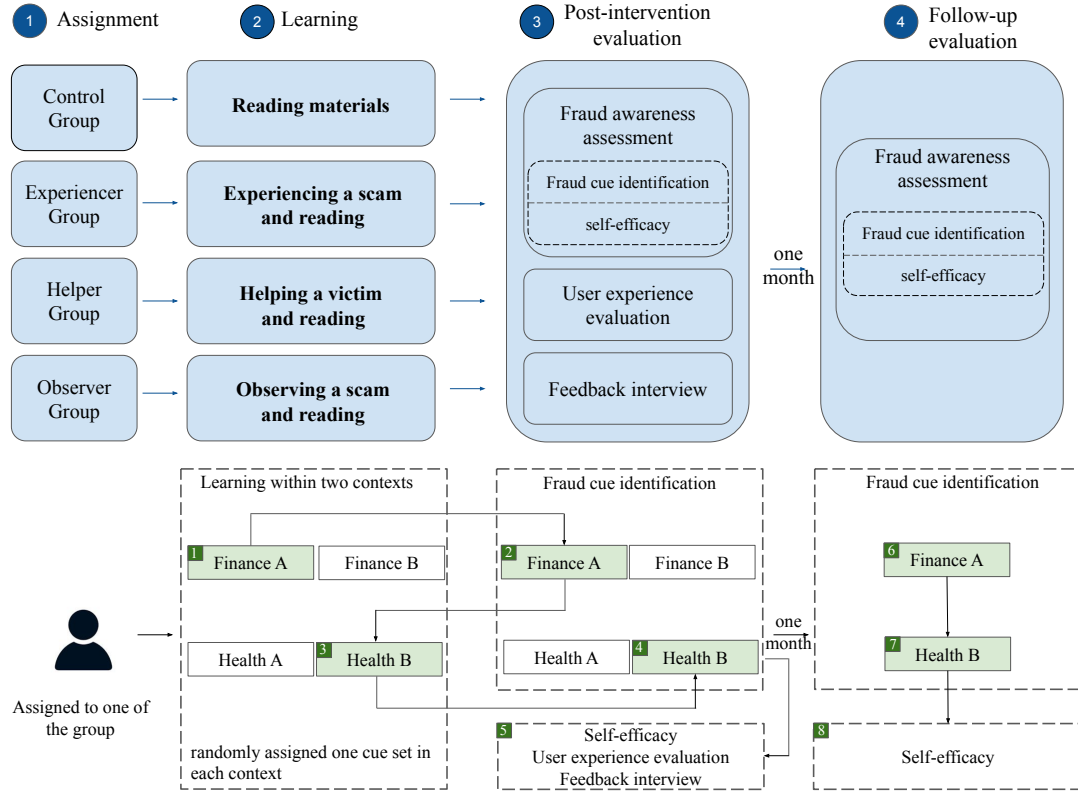 1 Assignment
2 Learning
3 Post-intervention
evaluation
4 Follow-up
evaluation
Control
Group
Reading materials
Experiencer
Group
Experiencing a scam
and reading
Helper
Group
Helping a victim
and reading
Observer
Group
Observing a scam
and reading
Fraud awareness
assessment
Fraud cue identification
self-efficacy
User experience
evaluation
Feedback interview
one
month
Fraud awareness
assessment
Fraud cue identification
self-efficacy
Assigned to one of
the group
Learning within two contexts
1 Finance A
Finance B
Health A
3 Health B
randomly assigned one cue set in
each context
Fraud cue identification
2 Finance A
Finance B
Health A
4 Health B
5 Self-efficacy
User experience evaluation
Feedback interview
one
month
Fraud cue identification
6 Finance A
7 Health B
8 Self-efficacy